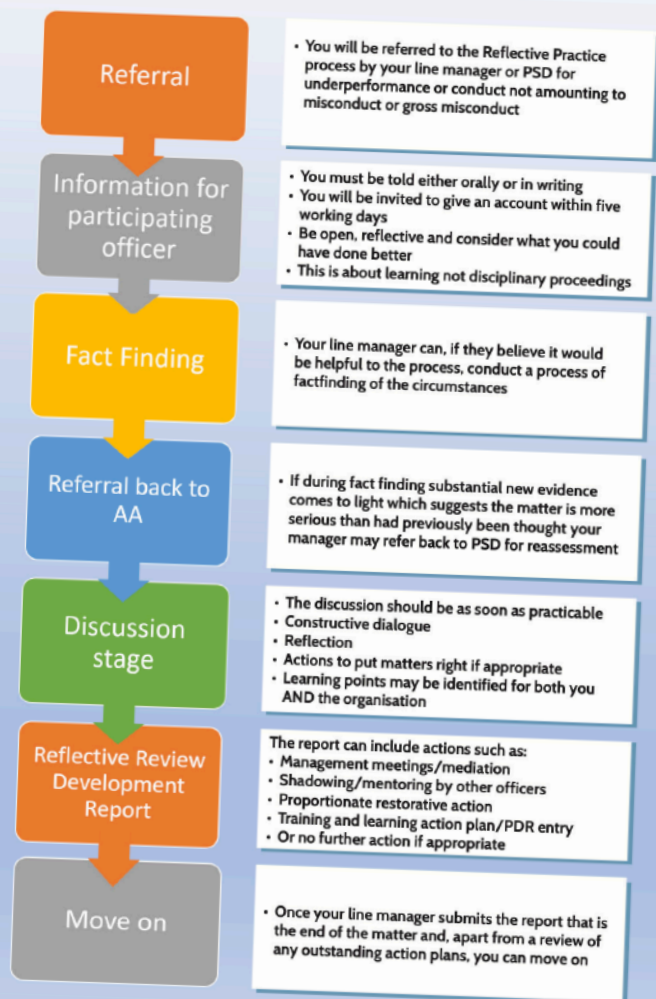 Referral
• You will be referred to the Reflective Practice
process by your line manager or PSD for
underperformance or conduct not amounting to
misconduct or gross misconduct
Information for
participating
officer
• You must be told either orally or in writing
• You will be invited to give an account within five
working days
• Be open, reflective and consider what you could
have done better
• This is about learning not disciplinary proceedings
Fact Finding
• Your line manager can, if they believe it would
be helpful to the process, conduct a process of
factfinding of the circumstances
Referral back to
AA
• If during fact finding substantial new evidence
comes to light which suggests the matter is more
serious than had previously been thought your
manager may refer back to PSD for reassessment
Discussion
stage
• The discussion should be as soon as practicable
• Constructive dialogue
• Reflection
• Actions to put matters right if appropriate
• Learning points may be identified for both you
AND the organisation
Reflective Review
Development
Report
The report can include actions such as:
• Management meetings/mediation
• Shadowing/mentoring by other officers
• Proportionate restorative action
• Training and learning action plan/PDR entry
• Or no further action if appropriate
Move on
• Once your line manager submits the report that is
the end of the matter and, apart from a review of
any outstanding action plans, you can move on